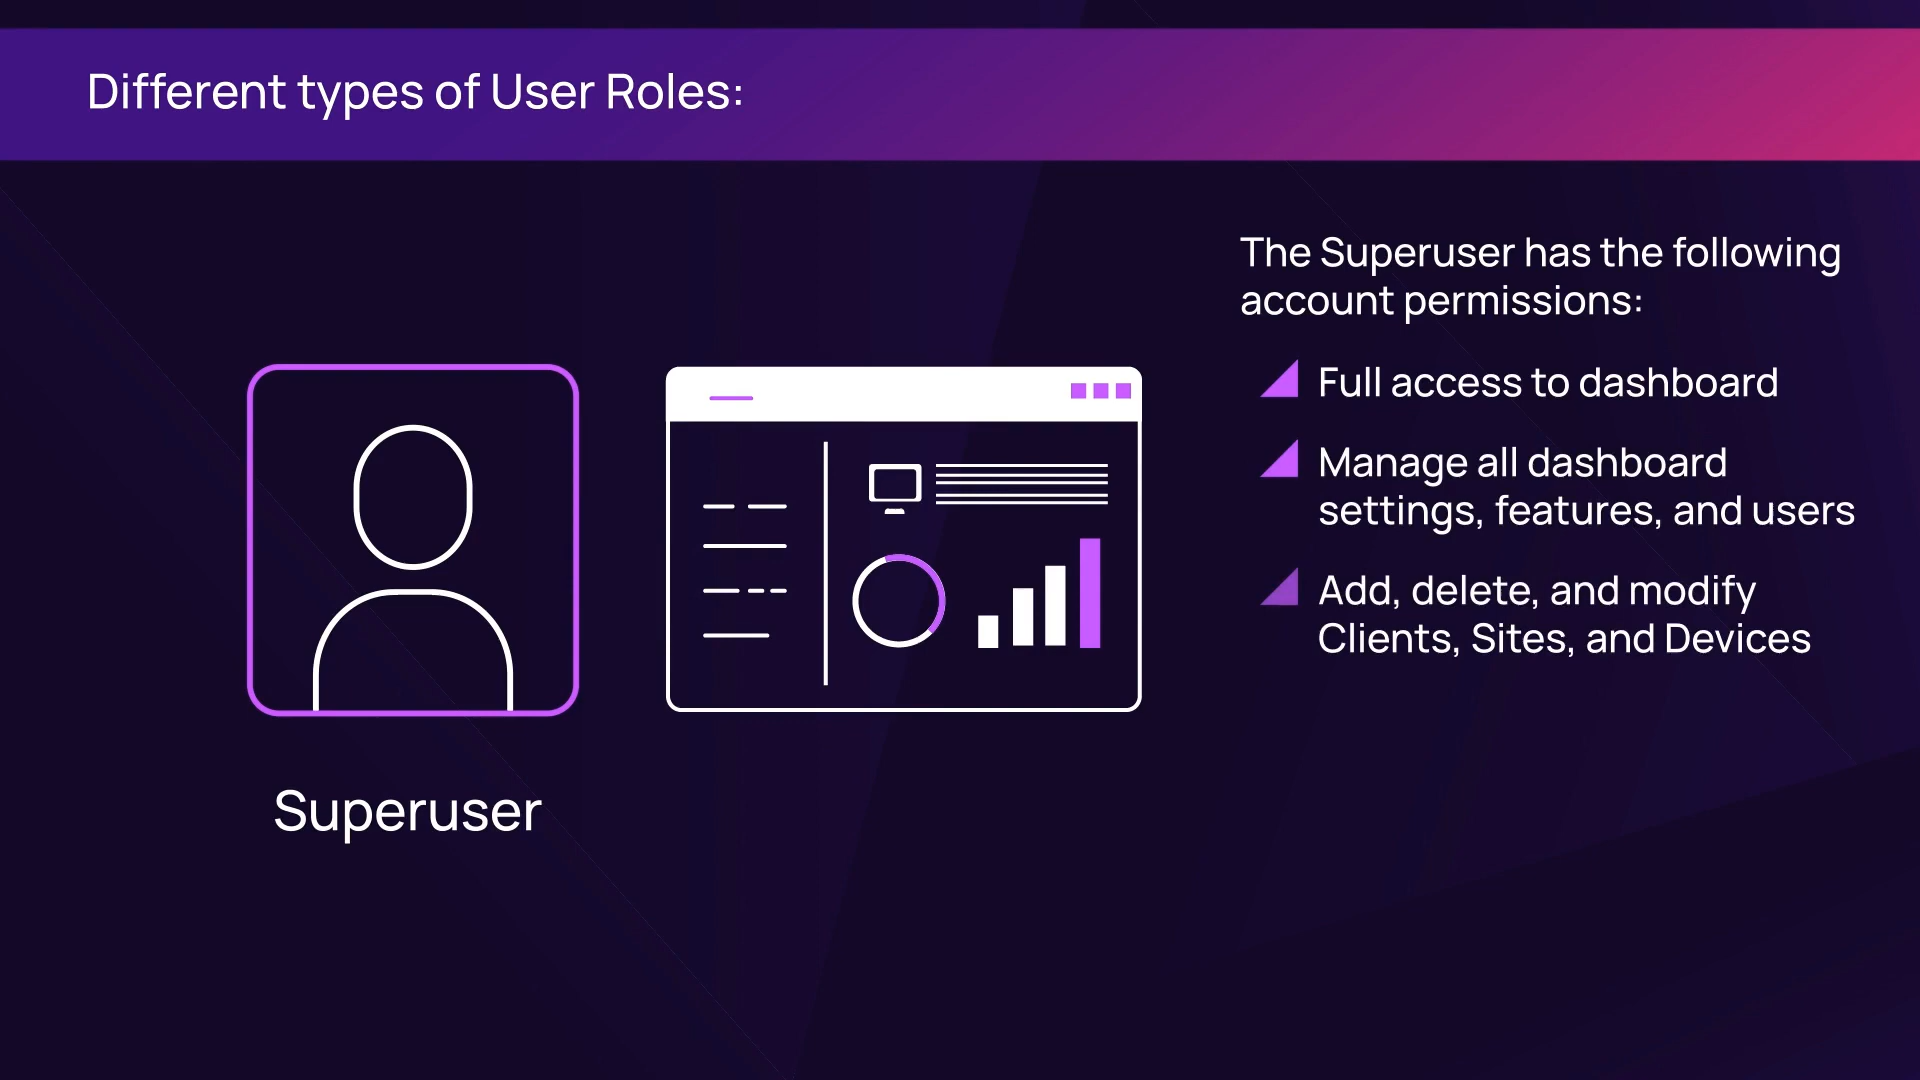 Different types of User Roles:
The Superuser has the following
account permissions:
Full access to dashboard
Manage all dashboard
settings, features, and users
Add, delete, and modify
Clients, Sites, and Devices
Superuser